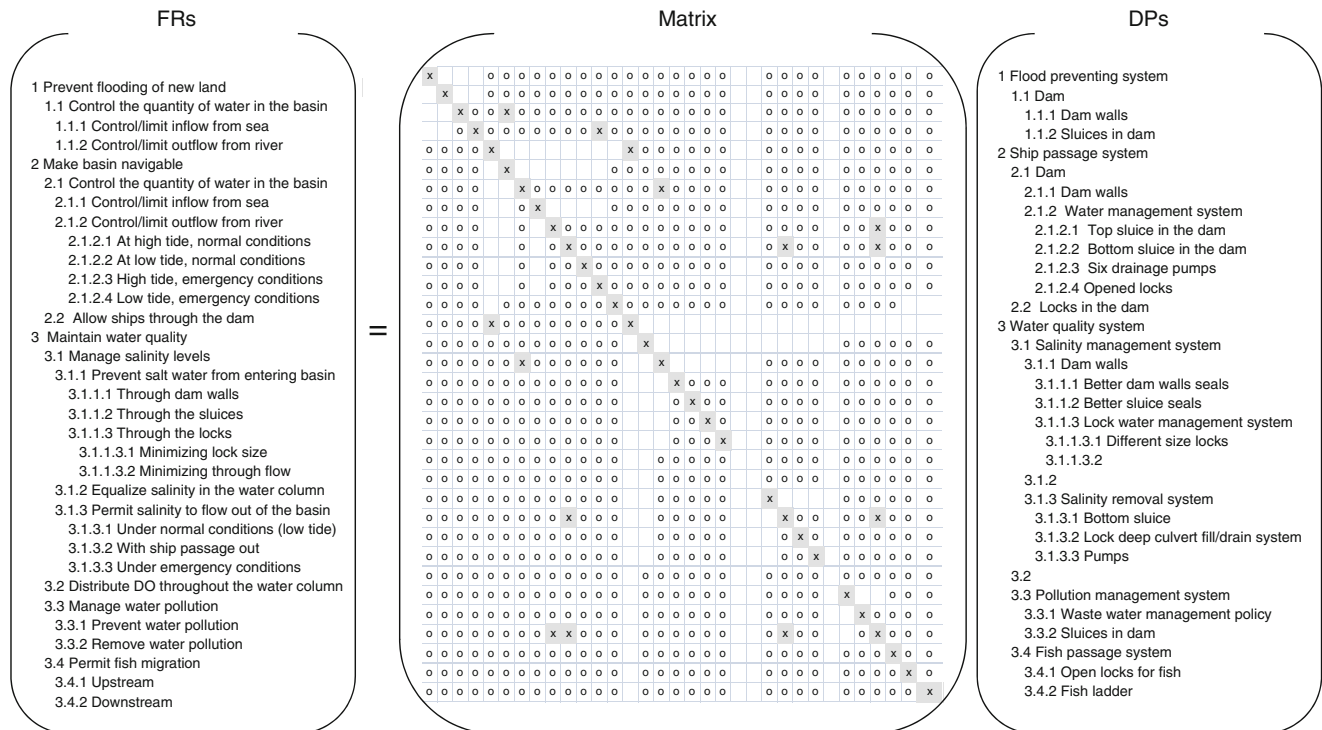 FRs
Matrix
DPs
1 Prevent flooding of new land
1.1 Control the quantity of water in the basin
1.1.1 Control/limit inflow from sea
1.1.2 Control/limit outflow from river
2 Make basin navigable
2.1 Control the quantity of water in the basin
2.1.1 Control/limit inflow from sea
2.1.2 Control/limit outflow from river
2.1.2.1 At high tide, normal conditions
2.1.2.2 At low tide, normal conditions
2.1.2.3 High tide, emergency conditions
2.1.2.4 Low tide, emergency conditions
2.2 Allow ships through the dam
3 Maintain water quality
3.1 Manage salinity levels
3.1.1 Prevent salt water from entering basin
3.1.1.1 Through dam walls
3.1.1.2 Through the sluices
3.1.1.3 Through the locks
3.1.1.3.1 Minimizing lock size
3.1.1.3.2 Minimizing through flow
3.1.2 Equalize salinity in the water column
3.1.3 Permit salinity to flow out of the basin
3.1.3.1 Under normal conditions (low tide)
3.1.3.2 With ship passage out
3.1.3.3 Under emergency conditions
3.2 Distribute DO throughout the water column
3.3 Manage water pollution
3.3.1 Prevent water pollution
3.3.2 Remove water pollution
3.4 Permit fish migration
3.4.1 Upstream
3.4.2 Downstream
=
x o o o o o o o o o o o o o o o o o o o o o o o o o o
x o o o o o o o o o o o o o o o o o o o o o o o o o o
x o o x o o o o o o o o o o o o o o o o o o o o o o o o
o x o o o o o o o x o o o o o o o o o o o o o o o o o o
o o o o x x o o o o o o o o o o o o o o o o
o o o o x o o o o o o o o o o o o o o o o o o
o o o o x o o o o o o o o x o o o o o o o o o o o o o o
o o o o o x o o o o o o o o o o o o o o o o o o
o o o o o x o o o o o o o o o o o o o o o o o x o o o
o o o o o x o o o o o o o o o o o x o o o o x o o o
o o o o o o o x o o o o o o o o o o o o o o o o o o o
o o o o o o o o x o o o o o o o o o o o o o o o o o o
o o o o o o o o o o o x o o o o o o o o o o o o o o o
o o o o x o o o o o o o o x
o o o o o o o o o o o o o o x o o o o o o
o o o o o o x o o o o o o x o o o o o o o o o o
o o o o o o o o o o o o o x o o o o o o o o o o o o o
o o o o o o o o o o o o o o x o o o o o o o o o o o o
o o o o o o o o o o o o o o o x o o o o o o o o o o o
o o o o o o o o o o o o o o o o x o o o o o o o o o o
o o o o o o o o o o o o o o o o o o o o o o o o o o o o
o o o o o o o o o o o o o o o o o o o o o o o o o o o o
o o o o o o o o o o o o o o o o o o x o o o o o o
o o o o o o o o o x o o o o o o o o x o o o o x o o o
o o o o o o o o o o o o o o o o o o o x o o o o o o o
o o o o o o o o o o o o o o o o o o o o x o o o o o o
o o o o o o o o o o o o o o o o o o o o o o o o o o o o o
o o o o o o o o o o o o o o o o o o o o o o o x o o o o
o o o o o o o o o o o o o o o o o o o o o o o x o o o o
o o o o o o o o x x o o o o o o o o o o x o o o x o o
o o o o o o o o o o o o o o o o o o o o o o o o o o x o o
o o o o o o o o o o o o o o o o o o o o o o o o o o o x o
o o o o o o o o o o o o o o o o o o o o o o o o o o o o x
1 Flood preventing system
1.1 Dam
1.1.1 Dam walls
1.1.2 Sluices in dam
2 Ship passage system
2.1 Dam
2.1.1 Dam walls
2.1.2 Water management system
2.1.2.1 Top sluice in the dam
2.1.2.2 Bottom sluice in the dam
2.1.2.3 Six drainage pumps
2.1.2.4 Opened locks
2.2 Locks in the dam
3 Water quality system
3.1 Salinity management system
3.1.1 Dam walls
3.1.1.1 Better dam walls seals
3.1.1.2 Better sluice seals
3.1.1.3 Lock water management system
3.1.1.3.1 Different size locks
3.1.1.3.2
3.1.2
3.1.3 Salinity removal system
3.1.3.1 Bottom sluice
3.1.3.2 Lock deep culvert fill/drain system
3.1.3.3 Pumps
3.2
3.3 Pollution management system
3.3.1 Waste water management policy
3.3.2 Sluices in dam
3.4 Fish passage system
3.4.1 Open locks for fish
3.4.2 Fish ladder